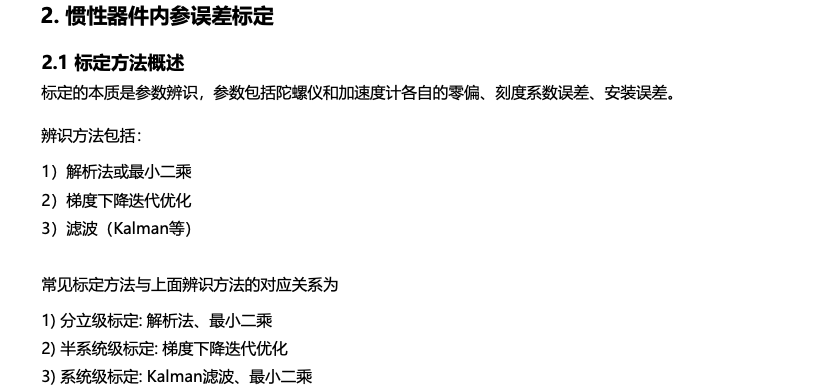 2. 惯性器件内参误差标定
2.1 标定方法概述
标定的本质是参数辨识，参数包括陀螺仪和加速度计各自的零偏、刻度系数误差、安装误差。
辨识方法包括：
1）解析法或最小二乘
2）梯度下降迭代优化
3）滤波（Kalman等）
常见标定方法与上面辨识方法的对应关系为
1) 分立级标定: 解析法、最小二乘
2) 半系统级标定: 梯度下降迭代优化
3) 系统级标定: Kalman滤波、最小二乘